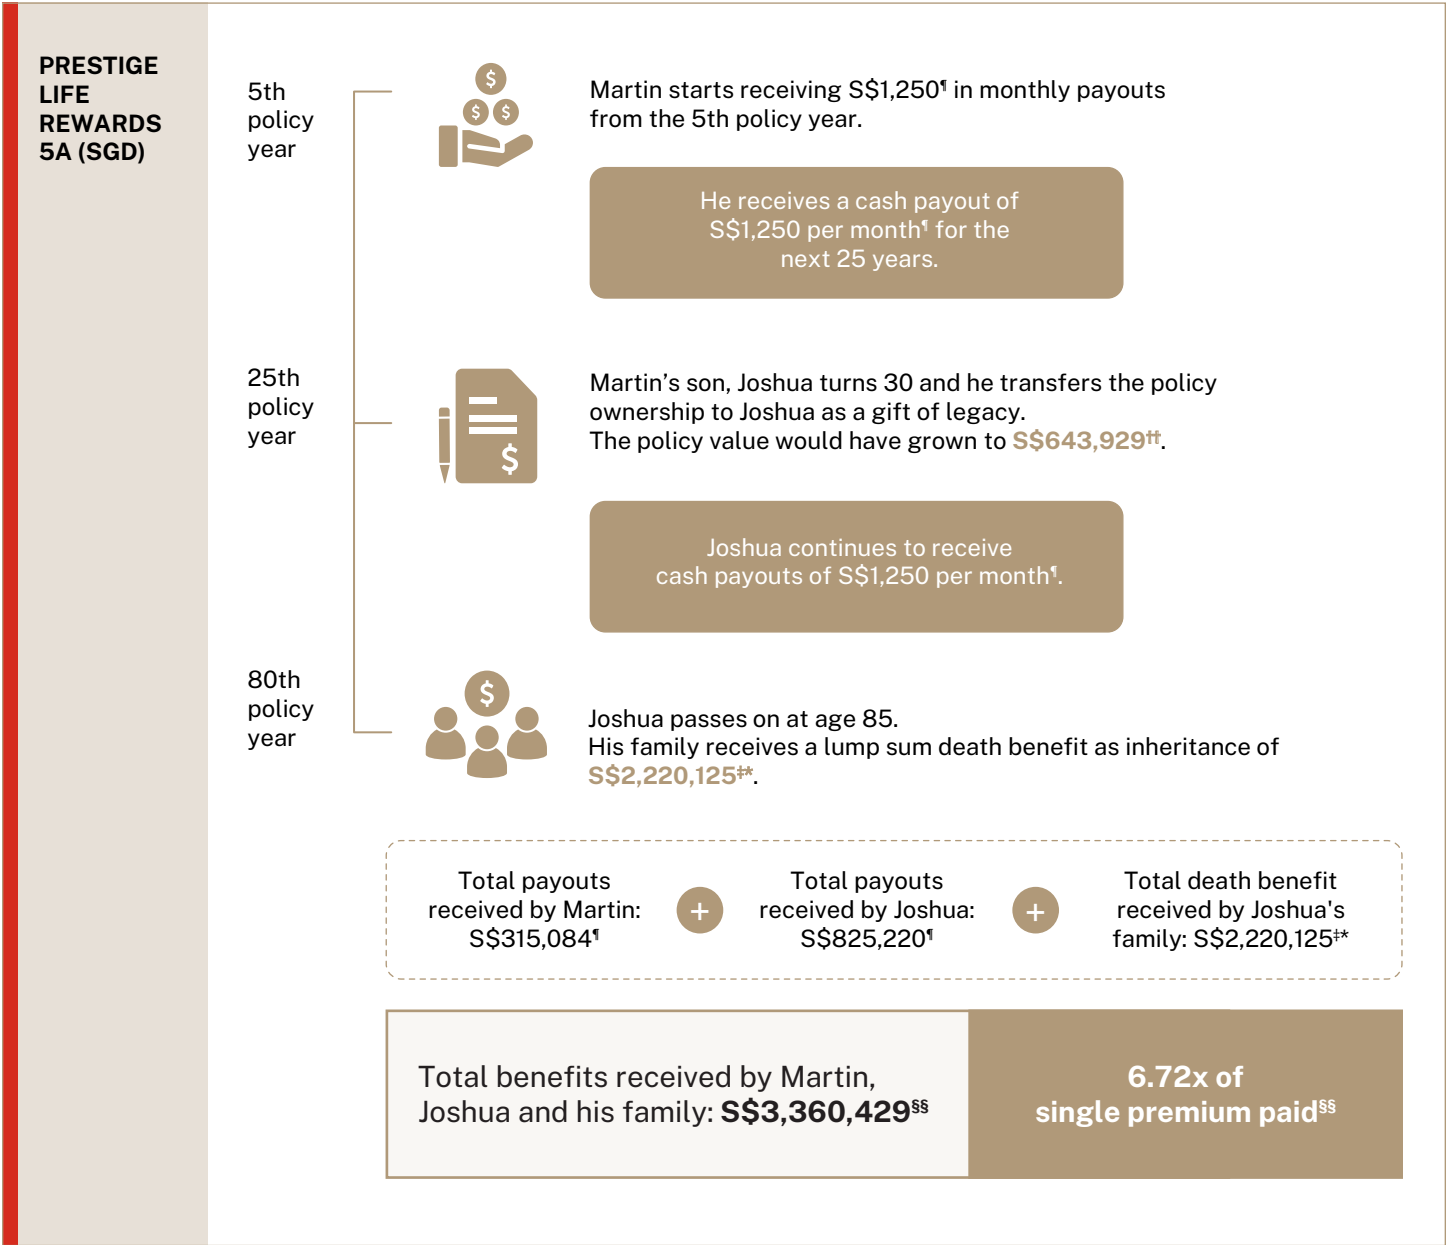 PRESTIGE
LIFE
REWARDS
5A (SGD)
5th
policy
year
Martin starts receiving S$1,250¶ in monthly payouts
from the 5th policy year.
He receives a cash payout of
S$1,250 per month¶ for the
next 25 years.
25th
policy
year
Martin’s son, Joshua turns 30 and he transfers the policy
ownership to Joshua as a gift of legacy.
The policy value would have grown to S$643,929††.
Joshua continues to receive
cash payouts of S$1,250 per month¶.
80th
policy
year
Joshua passes on at age 85.
His family receives a lump sum death benefit as inheritance of
S$2,220,125‡*.
Total payouts
received by Martin:
S$315,084¶
+
Total payouts
received by Joshua:
S$825,220¶
+
Total death benefit
received by Joshua's
family: S$2,220,125‡*
Total benefits received by Martin,
Joshua and his family: S$3,360,429§§
6.72x of
single premium paid§§